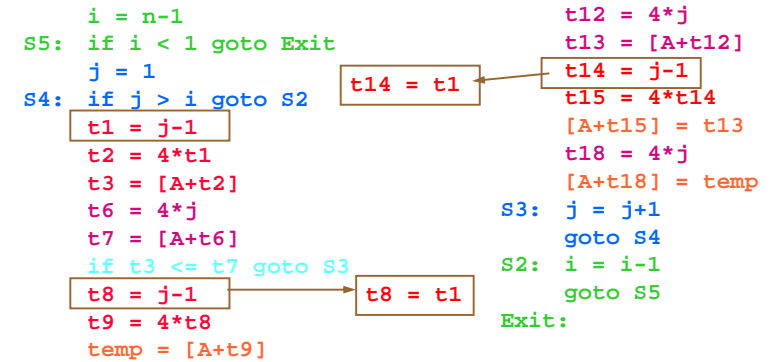 i = n-1
S5: if i < 1 goto Exit
j = 1
S4: if j > i goto S2
t1 = j-1
t2 = 4*t1
t3 = [A+t2]
t6 = 4*j
t7 = [A+t6]
if t3 <= t7 goto S3
t8 = j-1
t8 = t1
t9 = 4*t8
temp = [A+t9]
t12 = 4*j
t13 = [A+t12]
t14 = j-1
t14 = t1
t15 = 4*t14
[A+t15] = t13
t18 = 4*j
[A+t18] = temp
S3: j = j+1
goto S4
S2: i = i-1
goto S5
Exit: